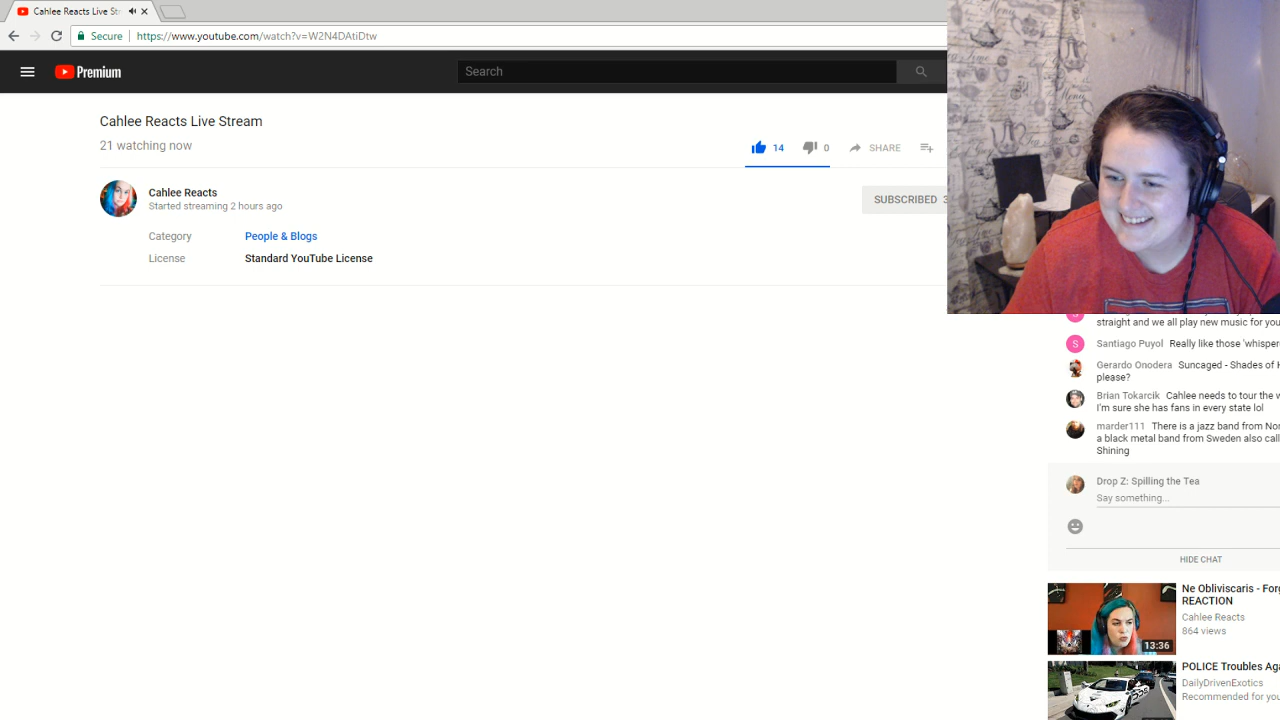 Cahlee Reacts Live St
Secure https://www.youtube.com/watch?v=W2N4DAtiDtw
Premium
Search
Cahlee Reacts Live Stream
21 watching now
14 0 SHARE
Cahlee Reacts
Started streaming 2 hours ago
SUBSCRIBED 3
Category People & Blogs
License Standard YouTube License
straight and we all play new music for you
S Santiago Puyol Really like those 'whisper
Gerardo Onodera Suncaged - Shades of H
please?
Brian Tokarcik Cahlee needs to tour the w
I'm sure she has fans in every state lol
marder111 There is a jazz band from Nor
a black metal band from Sweden also call
Shining
Drop Z: Spilling the Tea
Say something...
HIDE CHAT
Ne Obliviscaris - Forg
REACTION
Cahlee Reacts
864 views
13:36
POLICE Troubles Aga
DailyDrivenExotics
Recommended for you